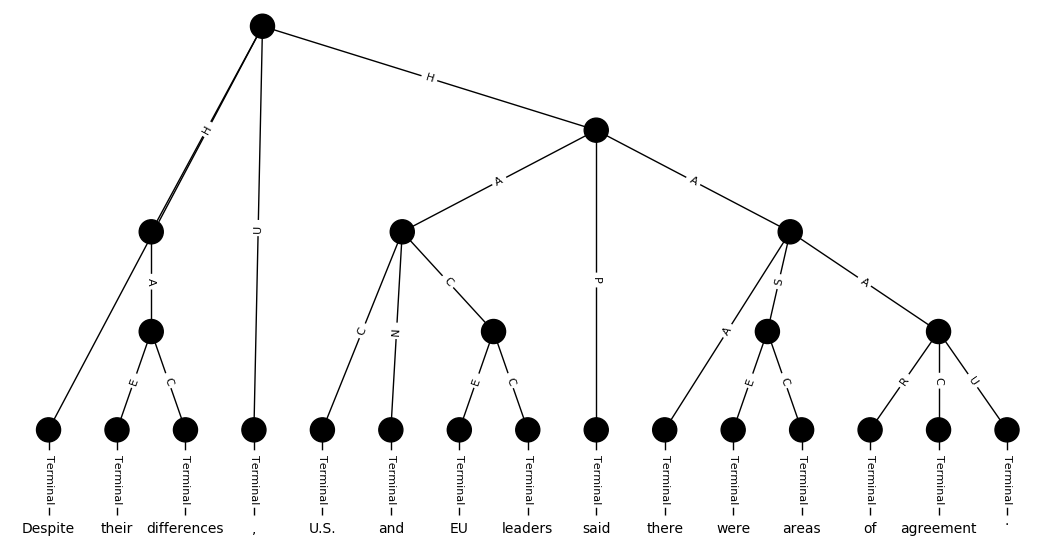 H
H
A
A
U
A
S
C
A
P
C
N
A
E
C
E
C
E
C
R
C
U
Terminal Terminal Terminal Terminal Terminal Terminal Terminal Terminal Terminal Terminal Terminal Terminal Terminal Terminal Terminal
Despite their differences , U.S. and EU leaders said there were areas of agreement .